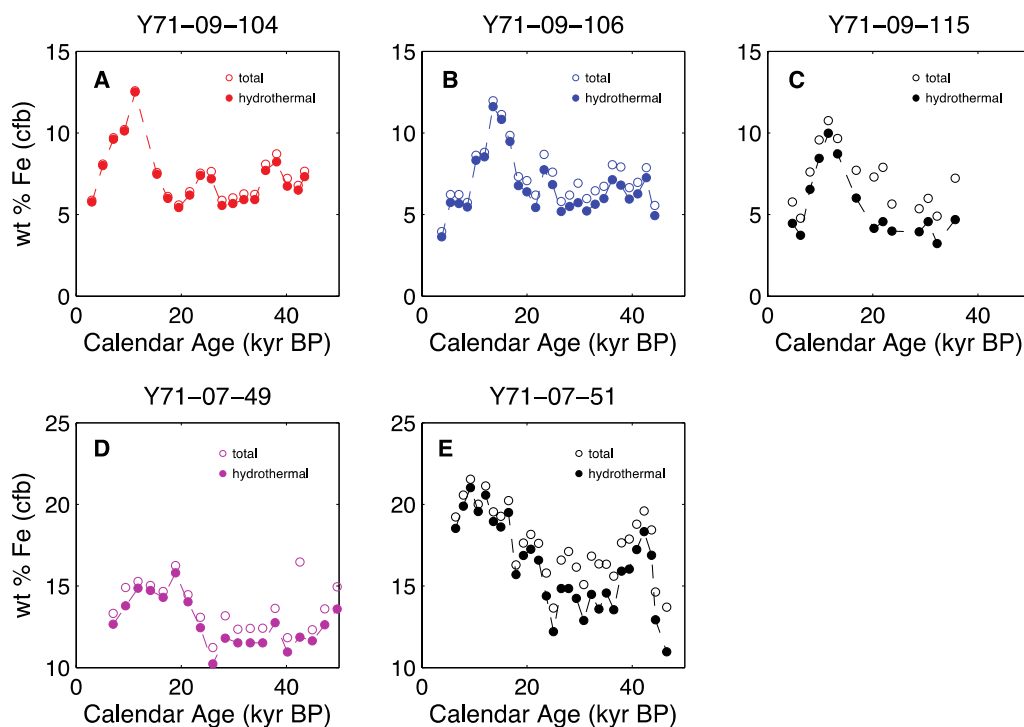 Y71−09−104
Y71−09−106
Y71−09−115
15
10
5
0
wt % Fe (cfb)
A
total
hydrothermal
0
20
40
Calendar Age (kyr BP)
15
10
5
0
B
total
hydrothermal
0
20
40
Calendar Age (kyr BP)
15
10
5
0
C
total
hydrothermal
0
20
40
Calendar Age (kyr BP)
Y71−07−49
Y71−07−51
25
20
15
10
wt % Fe (cfb)
D
total
hydrothermal
0
20
40
Calendar Age (kyr BP)
25
20
15
10
E
total
hydrothermal
0
20
40
Calendar Age (kyr BP)